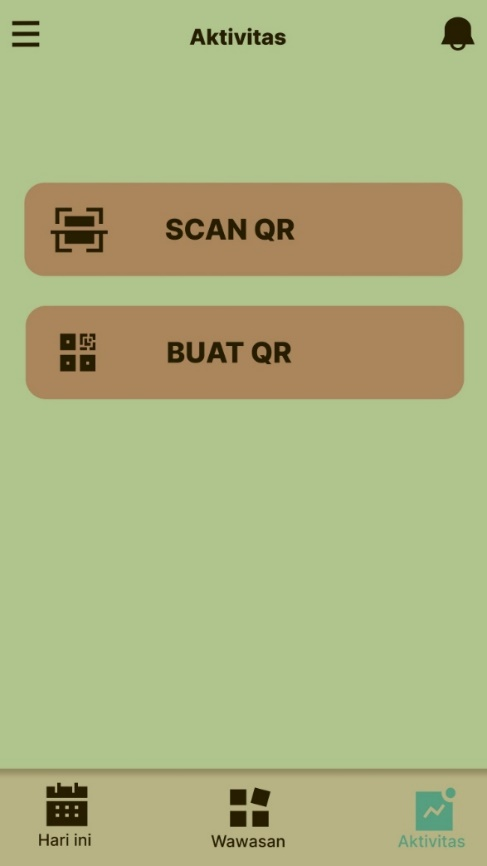 Aktivitas
SCAN QR
BUAT QR
Hari ini
Wawasan
Aktivitas